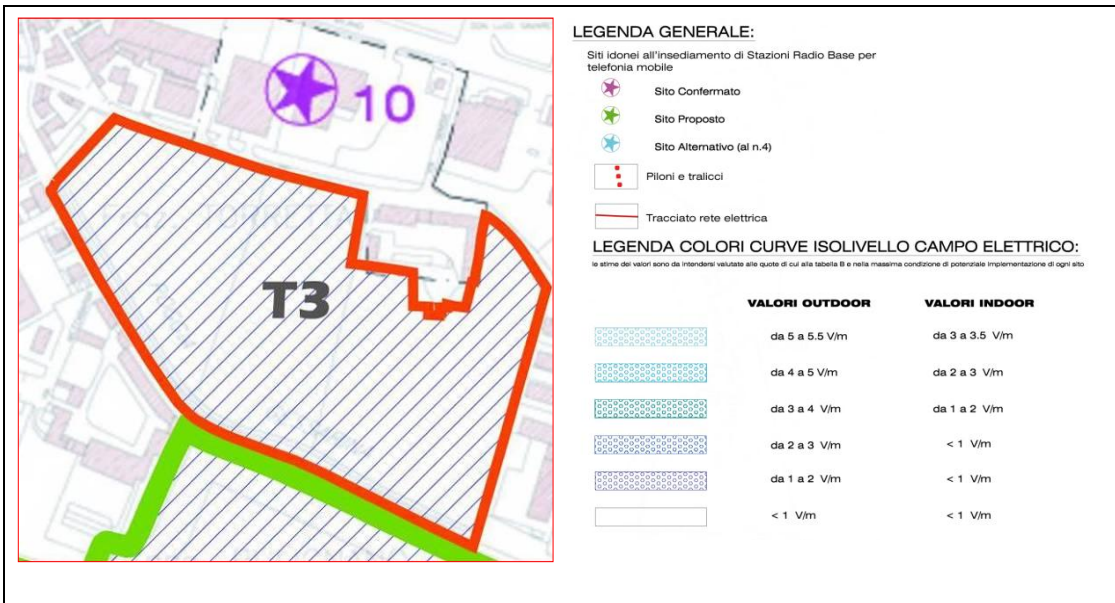 10
T3
LEGENDA GENERALE:
Siti idonei all'insediamento di Stazioni Radio Base per
telefonia mobile
Sito Confermato
Sito Proposto
Sito Alternativo (al n.4)
Piloni e tralicci
Tracciato rete elettrica
LEGENDA COLORI CURVE ISOLIVELLO CAMPO ELETTRICO:
le stime dei valori sono da intendersi valutate alle quote di cui alla tabella B e nella massima condizione di potenziale implementazione di ogni sito
VALORI OUTDOOR VALORI INDOOR
da 5 a 5.5 V/m da 3 a 3.5 V/m
da 4 a 5 V/m da 2 a 3 V/m
da 3 a 4 V/m da 1 a 2 V/m
da 2 a 3 V/m < 1 V/m
da 1 a 2 V/m < 1 V/m
< 1 V/m < 1 V/m